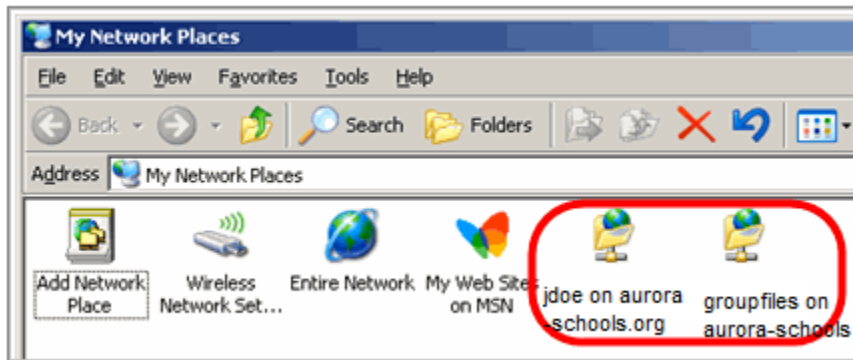 My Network Places
File Edit View Favorites Tools Help
Back Search Folders
Address My Network Places
Add Network Place
Wireless Network Set...
Entire Network
My Web Sites on MSN
jdoe on aurora
-schools.org
groupfiles on
aurora-schools